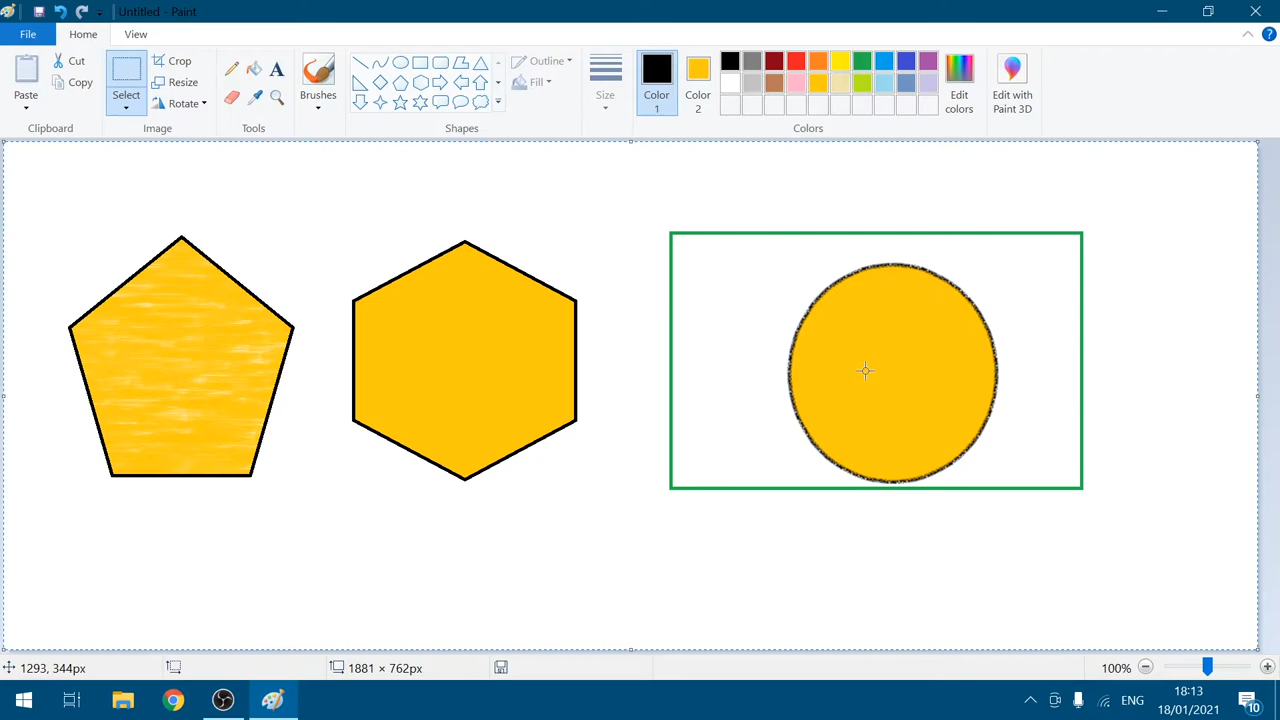 Untitled - Paint
File Home View
Paste
Cut
Copy
Clipboard
Select
Crop
Resize
Rotate
Image
A
Tools
Brushes
Outline
Fill
Shapes
Size
Color 1
Color 2
Edit colors
Colors
Edit with Paint 3D
1293, 344px
1881 × 762px
100%
ENG
18:13
18/01/2021
10